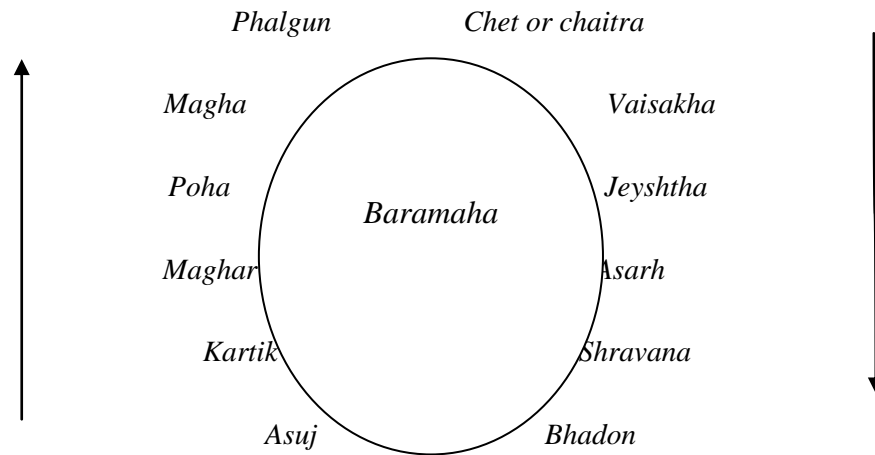 Phalgun Chet or chaitra
Magha Vaisakha
Poha Jeyshtha
Baramaha
Maghar Asarh
Kartik Shravana
Asuj Bhadon